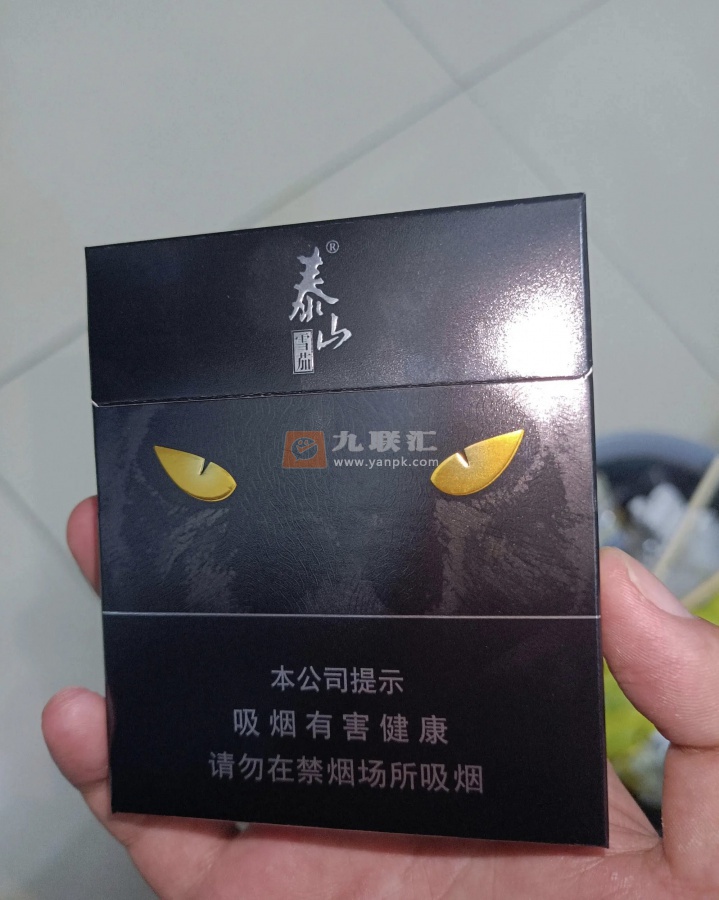 泰山®
雪茄
九联汇
www.yanpk.com
本公司提示
吸烟有害健康
请勿在禁烟场所吸烟